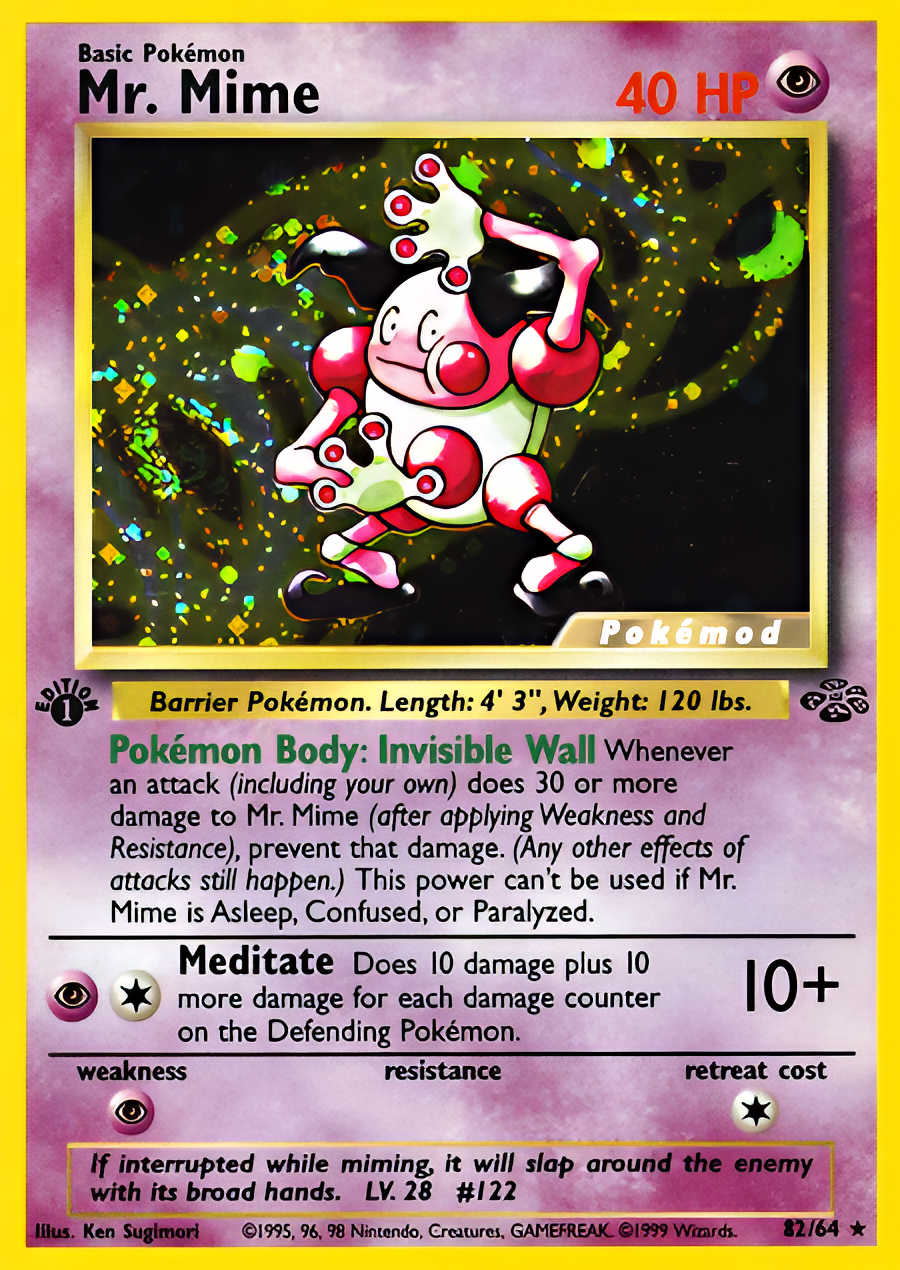 Basic Pokémon
Mr. Mime
40 HP
Pokémod
EDITION
1
Barrier Pokémon. Length: 4' 3", Weight: 120 lbs.
Pokémon Body: Invisible Wall Whenever
an attack (including your own) does 30 or more
damage to Mr. Mime (after applying Weakness and
Resistance), prevent that damage. (Any other effects of
attacks still happen.) This power can't be used if Mr.
Mime is Asleep, Confused, or Paralyzed.
Meditate Does 10 damage plus 10
more damage for each damage counter
on the Defending Pokémon.
10+
weakness resistance retreat cost
If interrupted while miming, it will slap around the enemy
with its broad hands. LV. 28 #122
Illus. Ken Sugimori ©1995, 96, 98 Nintendo, Creatures, GAMEFREAK. ©1999 Wizards. 82/64 ★